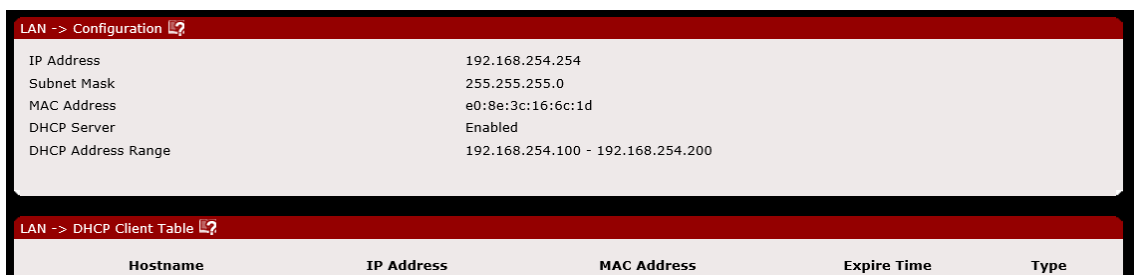 LAN -> Configuration
IP Address 192.168.254.254
Subnet Mask 255.255.255.0
MAC Address e0:8e:3c:16:6c:1d
DHCP Server Enabled
DHCP Address Range 192.168.254.100 - 192.168.254.200
LAN -> DHCP Client Table
Hostname IP Address MAC Address Expire Time Type